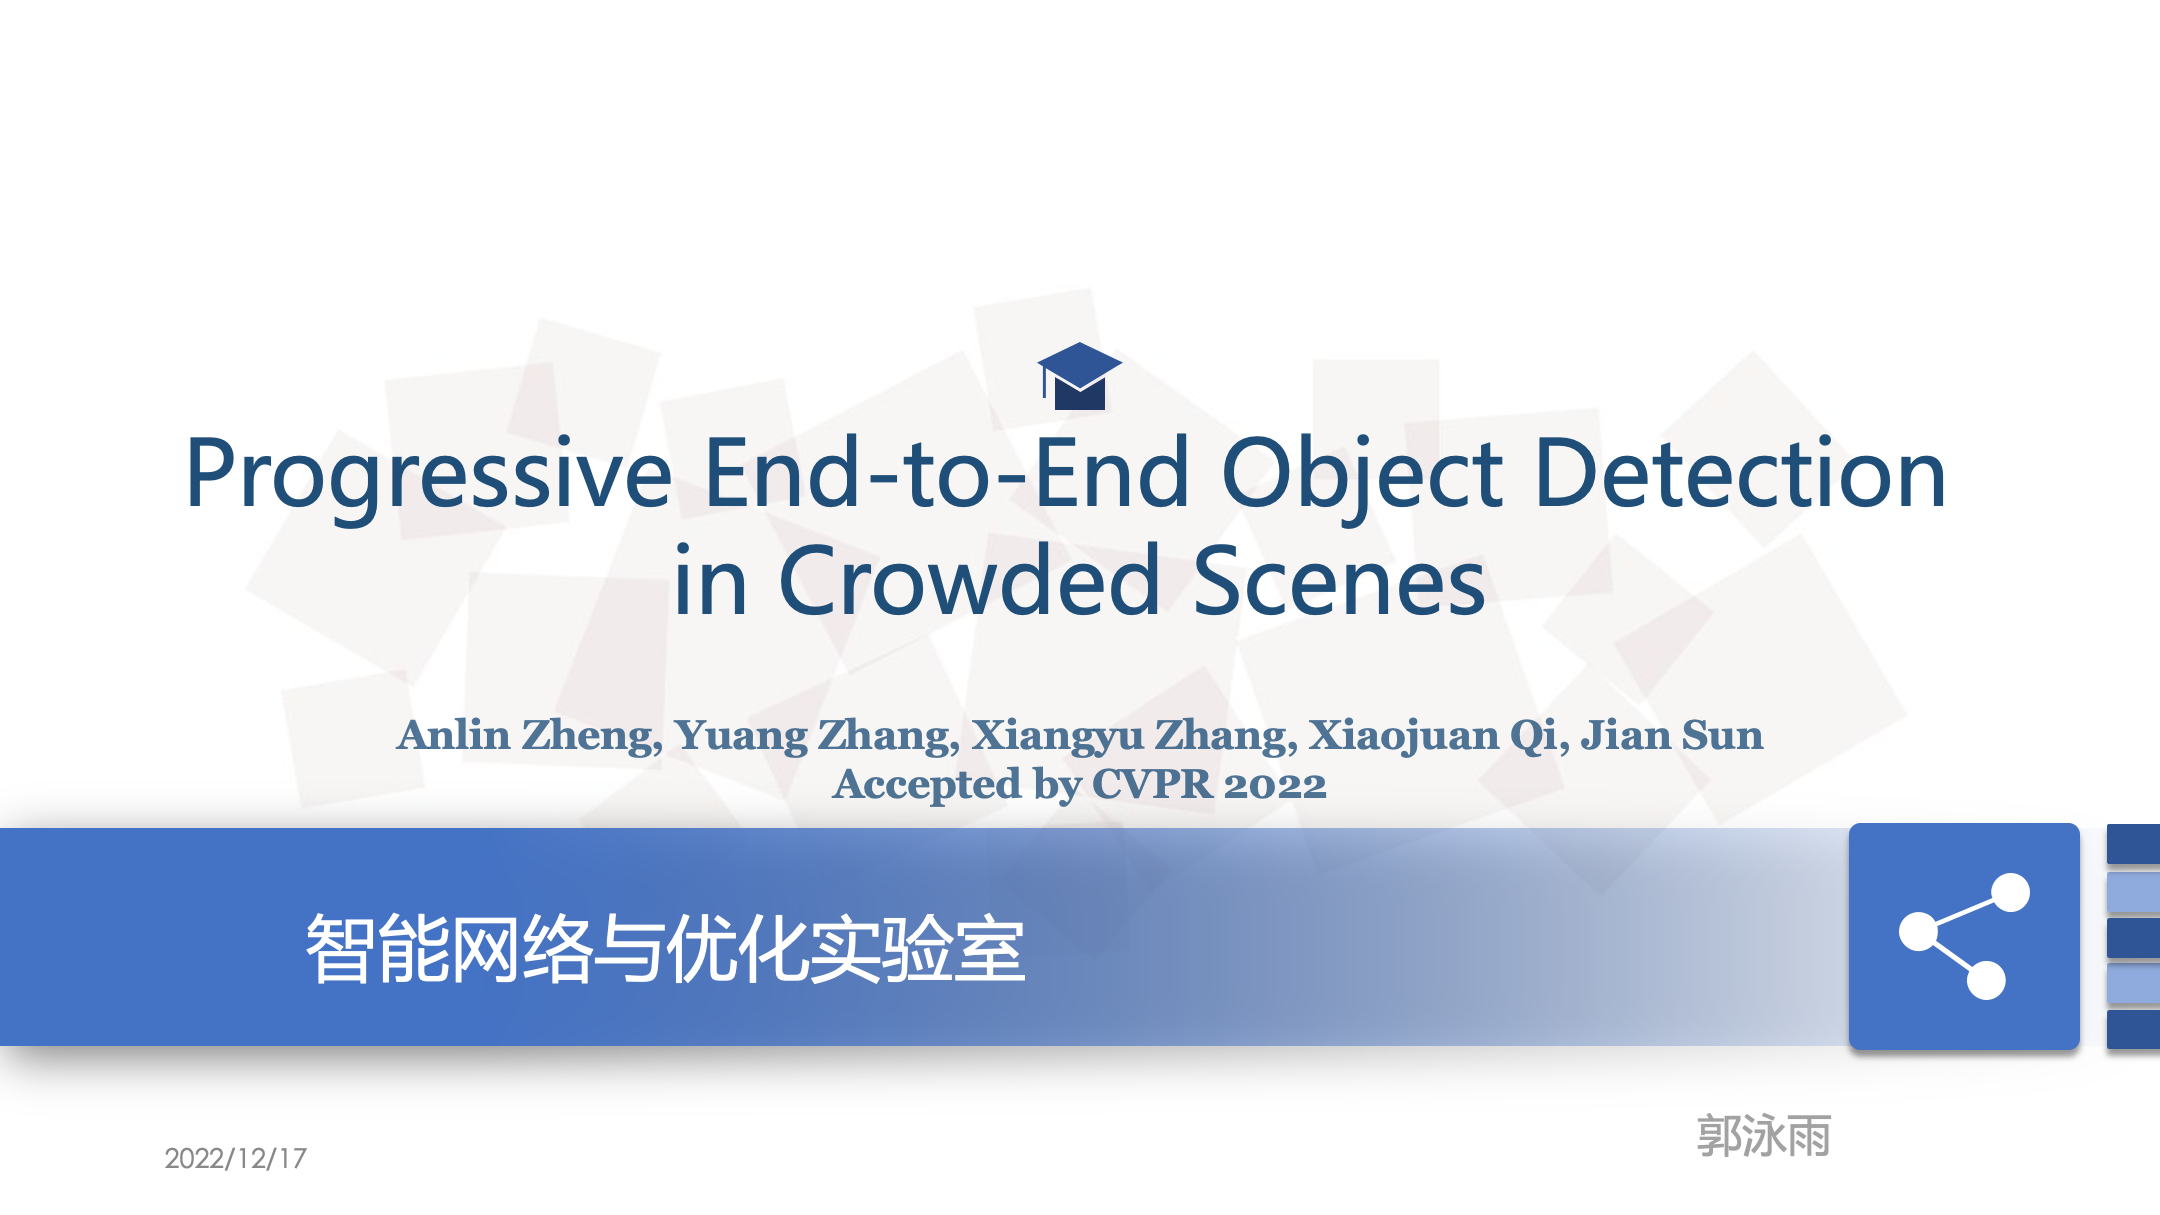 Progressive End-to-End Object Detection
in Crowded Scenes
Anlin Zheng, Yuang Zhang, Xiangyu Zhang, Xiaojuan Qi, Jian Sun
Accepted by CVPR 2022
智能网络与优化实验室
郭泳雨
2022/12/17